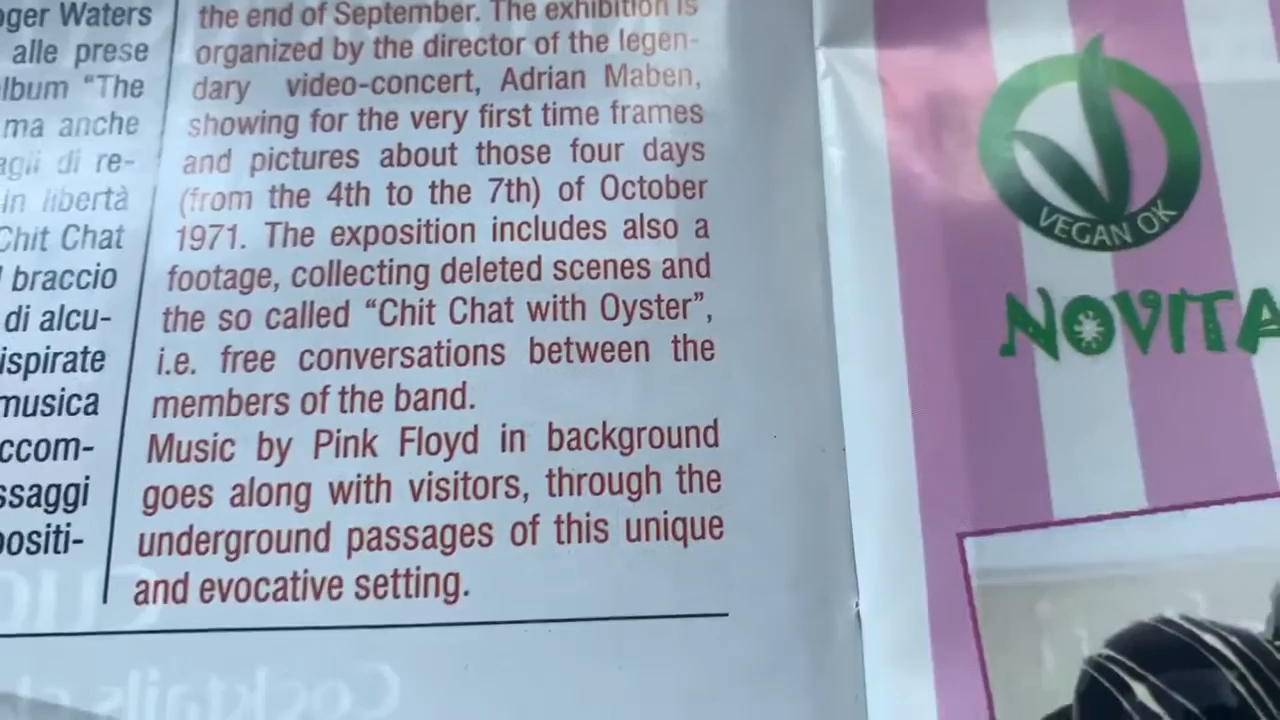 oger Waters
alle prese
lbum "The
ma anche
agli di re-
in libertà
Chit Chat
braccio
di alcu-
ispirate
musica
ccom-
ssaggi
positi-
the end of September. The exhibition is
organized by the director of the legen-
dary video-concert, Adrian Maben,
showing for the very first time frames
and pictures about those four days
(from the 4th to the 7th) of October
1971. The exposition includes also a
footage, collecting deleted scenes and
the so called “Chit Chat with Oyster”,
i.e. free conversations between the
members of the band.
Music by Pink Floyd in background
goes along with visitors, through the
underground passages of this unique
and evocative setting.
VEGAN OK
NOVITA